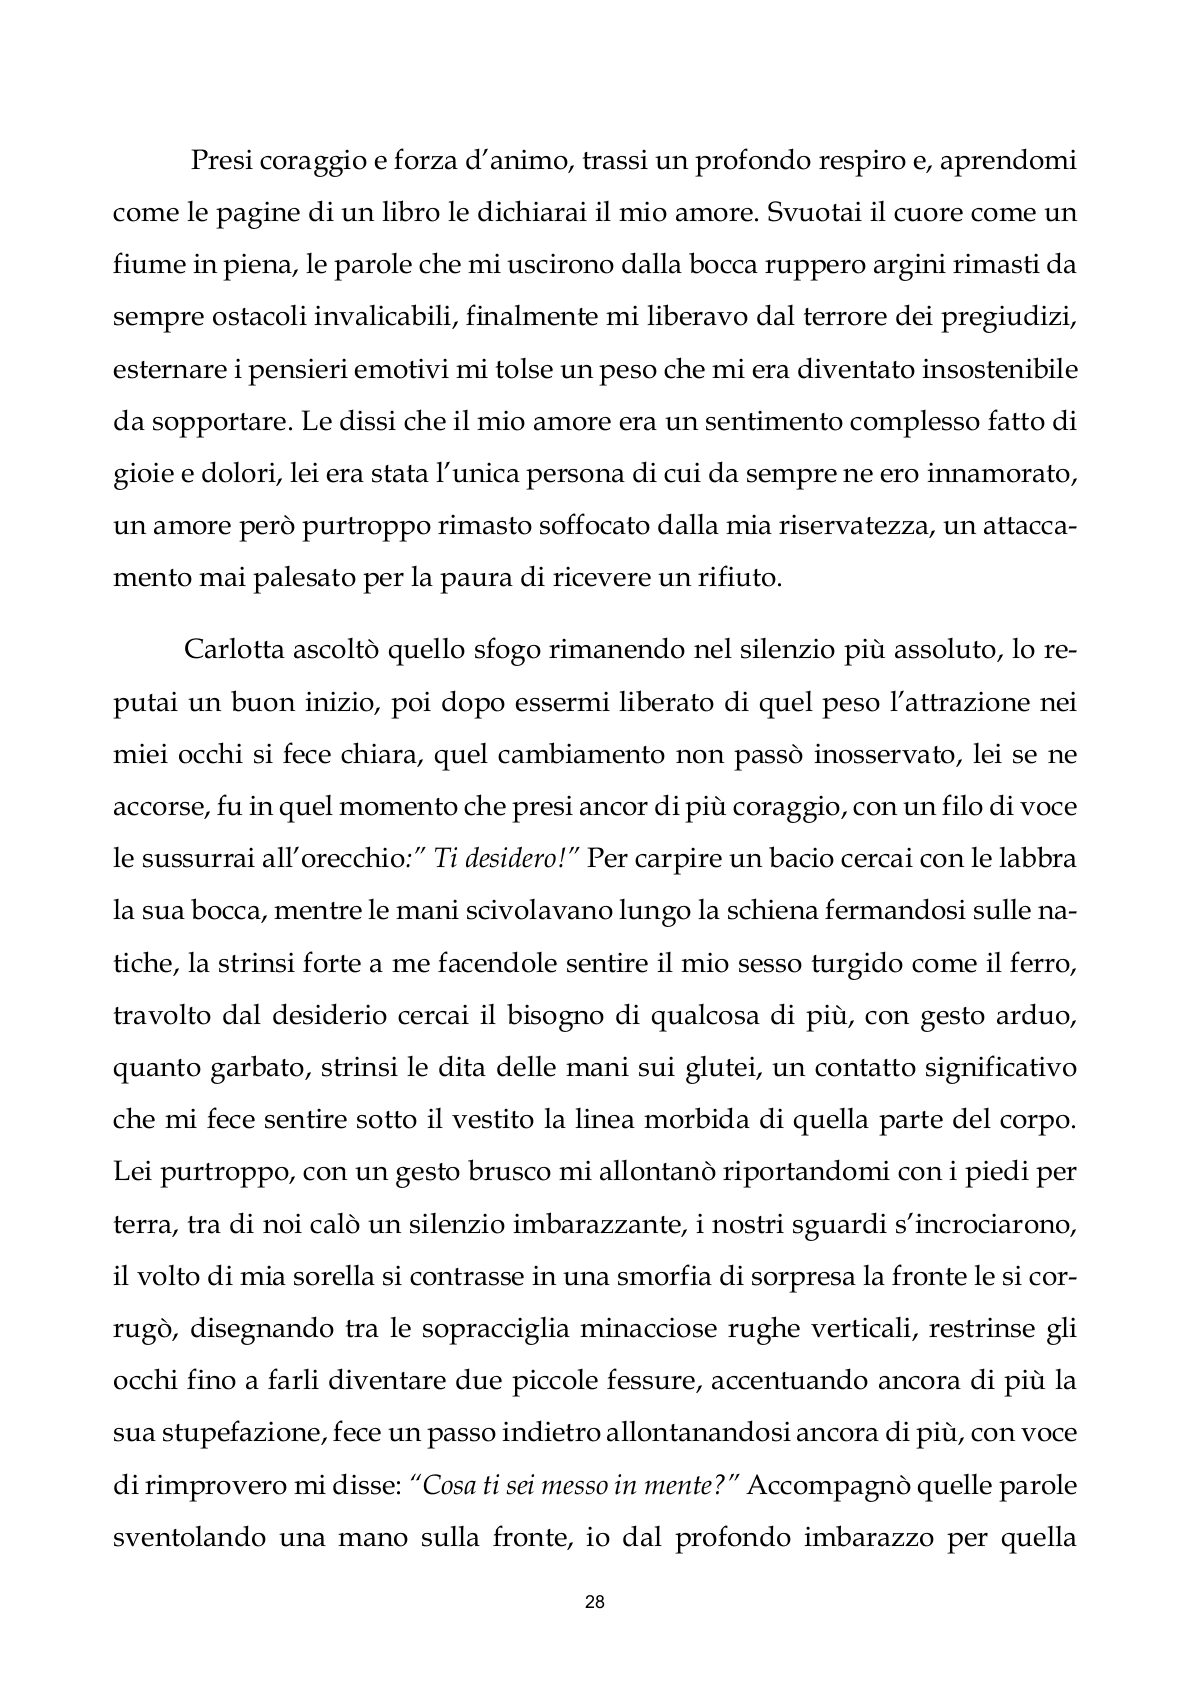 Presi coraggio e forza d’animo, trassi un profondo respiro e, aprendomi
come le pagine di un libro le dichiarai il mio amore. Svuotai il cuore come un
fiume in piena, le parole che mi uscirono dalla bocca ruppero argini rimasti da
sempre ostacoli invalicabili, finalmente mi liberavo dal terrore dei pregiudizi,
esternare i pensieri emotivi mi tolse un peso che mi era diventato insostenibile
da sopportare. Le dissi che il mio amore era un sentimento complesso fatto di
gioie e dolori, lei era stata l’unica persona di cui da sempre ne ero innamorato,
un amore però purtroppo rimasto soffocato dalla mia riservatezza, un attacca-
mento mai palesato per la paura di ricevere un rifiuto.
Carlotta ascoltò quello sfogo rimanendo nel silenzio più assoluto, lo re-
putai un buon inizio, poi dopo essermi liberato di quel peso l’attrazione nei
miei occhi si fece chiara, quel cambiamento non passò inosservato, lei se ne
accorse, fu in quel momento che presi ancor di più coraggio, con un filo di voce
le sussurrai all’orecchio:” Ti desidero!” Per carpire un bacio cercai con le labbra
la sua bocca, mentre le mani scivolavano lungo la schiena fermandosi sulle na-
tiche, la strinsi forte a me facendole sentire il mio sesso turgido come il ferro,
travolto dal desiderio cercai il bisogno di qualcosa di più, con gesto arduo,
quanto garbato, strinsi le dita delle mani sui glutei, un contatto significativo
che mi fece sentire sotto il vestito la linea morbida di quella parte del corpo.
Lei purtroppo, con un gesto brusco mi allontanò riportandomi con i piedi per
terra, tra di noi calò un silenzio imbarazzante, i nostri sguardi s’incrociarono,
il volto di mia sorella si contrasse in una smorfia di sorpresa la fronte le si cor-
rugò, disegnando tra le sopracciglia minacciose rughe verticali, restrinse gli
occhi fino a farli diventare due piccole fessure, accentuando ancora di più la
sua stupefazione, fece un passo indietro allontanandosi ancora di più, con voce
di rimprovero mi disse: “Cosa ti sei messo in mente?” Accompagnò quelle parole
sventolando una mano sulla fronte, io dal profondo imbarazzo per quella
28